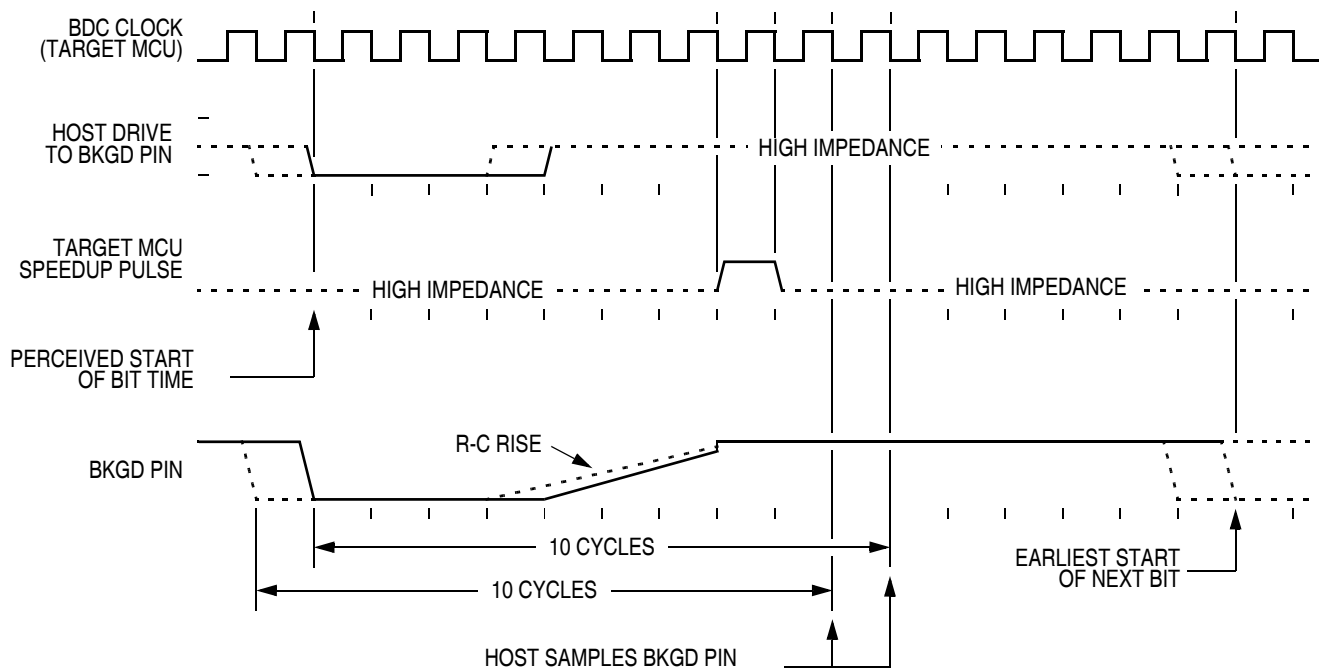 BDC CLOCK
(TARGET MCU)
HOST DRIVE
TO BKGD PIN
HIGH IMPEDANCE
TARGET MCU
SPEEDUP PULSE
HIGH IMPEDANCE
HIGH IMPEDANCE
PERCEIVED START
OF BIT TIME
R-C RISE
BKGD PIN
10 CYCLES
EARLIEST START
OF NEXT BIT
10 CYCLES
HOST SAMPLES BKGD PIN